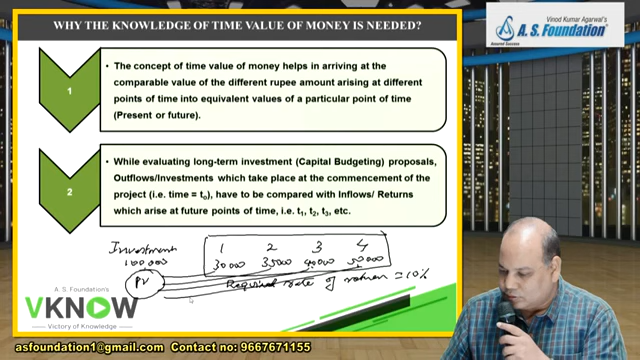 WHY THE KNOWLEDGE OF TIME VALUE OF MONEY IS NEEDED?
Vinod Kumar Agarwal's
A. S. Foundation®
Assured Success
1
• The concept of time value of money helps in arriving at the
comparable value of the different rupee amount arising at different
points of time into equivalent values of a particular point of time
(Present or future).
2
• While evaluating long-term investment (Capital Budgeting) proposals,
Outflows/Investments which take place at the commencement of the
project (i.e. time = t₀), have to be compared with Inflows/ Returns
which arise at future points of time, i.e t₁, t₂, t₃, etc.
Investment 1 2 3 4
100000 30000 35000 40000 50000
PV Required rate of return = 10%
A. S. Foundation's
VKNOW
- Victory of Knowledge -
asfoundation1@gmail.com Contact no: 9667671155